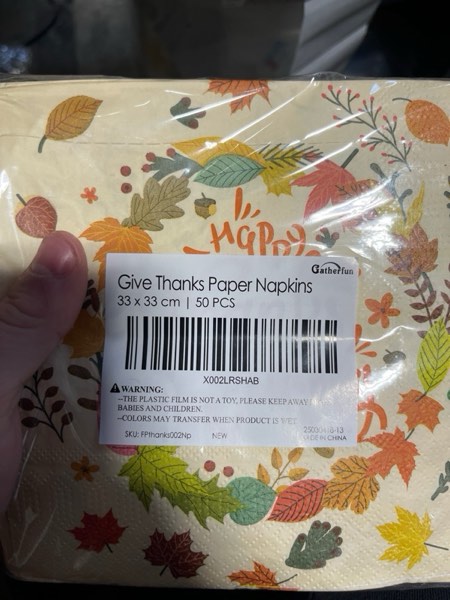 HAPPY
Gatherfun
Give Thanks Paper Napkins
33 x 33 cm | 50 PCS
X002LRSHAB
WARNING:
--THE PLASTIC FILM IS NOT A TOY, PLEASE KEEP AWAY
BABIES AND CHILDREN.
--COLORS MAY TRANSFER WHEN PRODUCT IS WET.
SKU: FPthanks002Np NEW
MADE IN CHINA